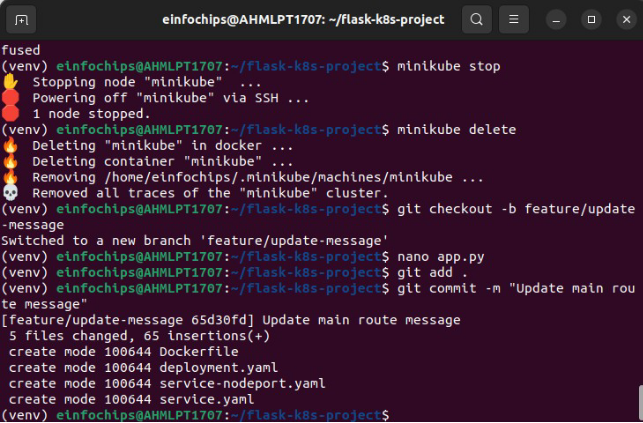 einfochips@AHMLPT1707: ~/flask-k8s-project
fused
(venv) einfochips@AHMLPT1707:~/flask-k8s-project$ minikube stop
Stopping node "minikube" ...
Powering off "minikube" via SSH ...
1 node stopped.
(venv) einfochips@AHMLPT1707:~/flask-k8s-project$ minikube delete
Deleting "minikube" in docker ...
Deleting container "minikube" ...
Removing /home/einfochips/.minikube/machines/minikube ...
Removed all traces of the "minikube" cluster.
(venv) einfochips@AHMLPT1707:~/flask-k8s-project$ git checkout -b feature/update
-message
Switched to a new branch 'feature/update-message'
(venv) einfochips@AHMLPT1707:~/flask-k8s-project$ nano app.py
(venv) einfochips@AHMLPT1707:~/flask-k8s-project$ git add .
(venv) einfochips@AHMLPT1707:~/flask-k8s-project$ git commit -m "Update main rou
te message"
[feature/update-message 65d30fd] Update main route message
5 files changed, 65 insertions(+)
create mode 100644 Dockerfile
create mode 100644 deployment.yaml
create mode 100644 service-nodeport.yaml
create mode 100644 service.yaml
(venv) einfochips@AHMLPT1707:~/flask-k8s-project$